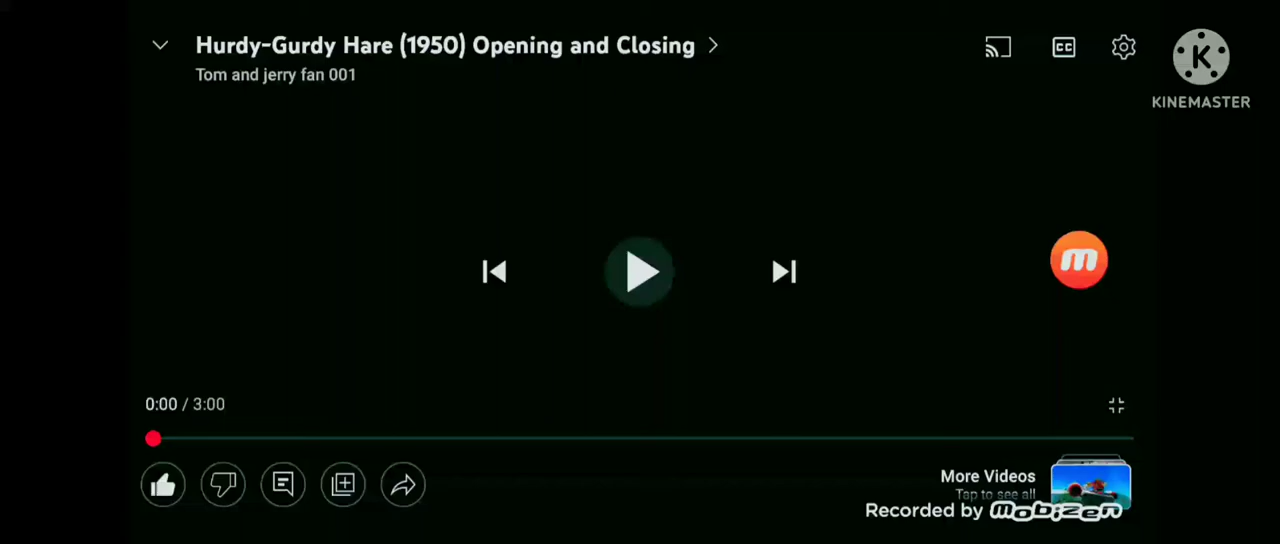 Hurdy-Gurdy Hare (1950) Opening and Closing
Tom and jerry fan 001
CC
K
KINEMASTER
m
0:00 / 3:00
More Videos
Tap to see all
Recorded by mobizen